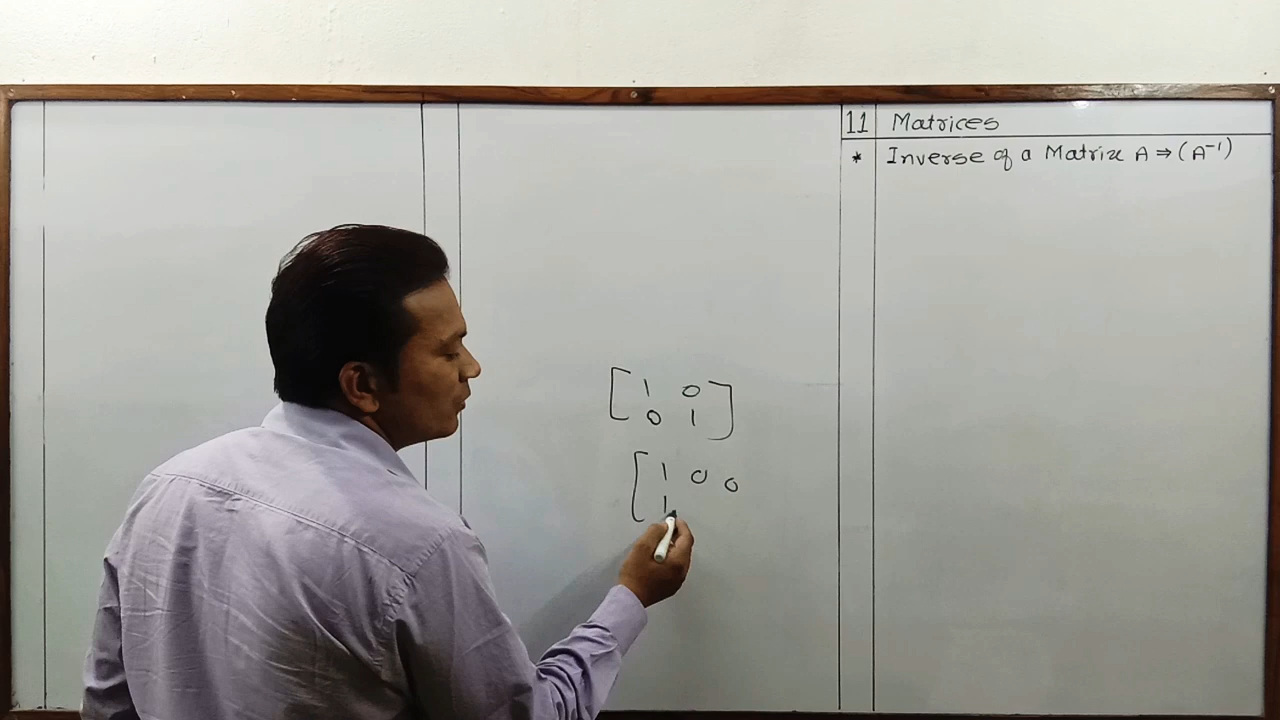 11 Matrices
* Inverse of a Matrix A ⇒ (A⁻¹)
[ 1 0
0 1 ]
[ 1 0 0
1